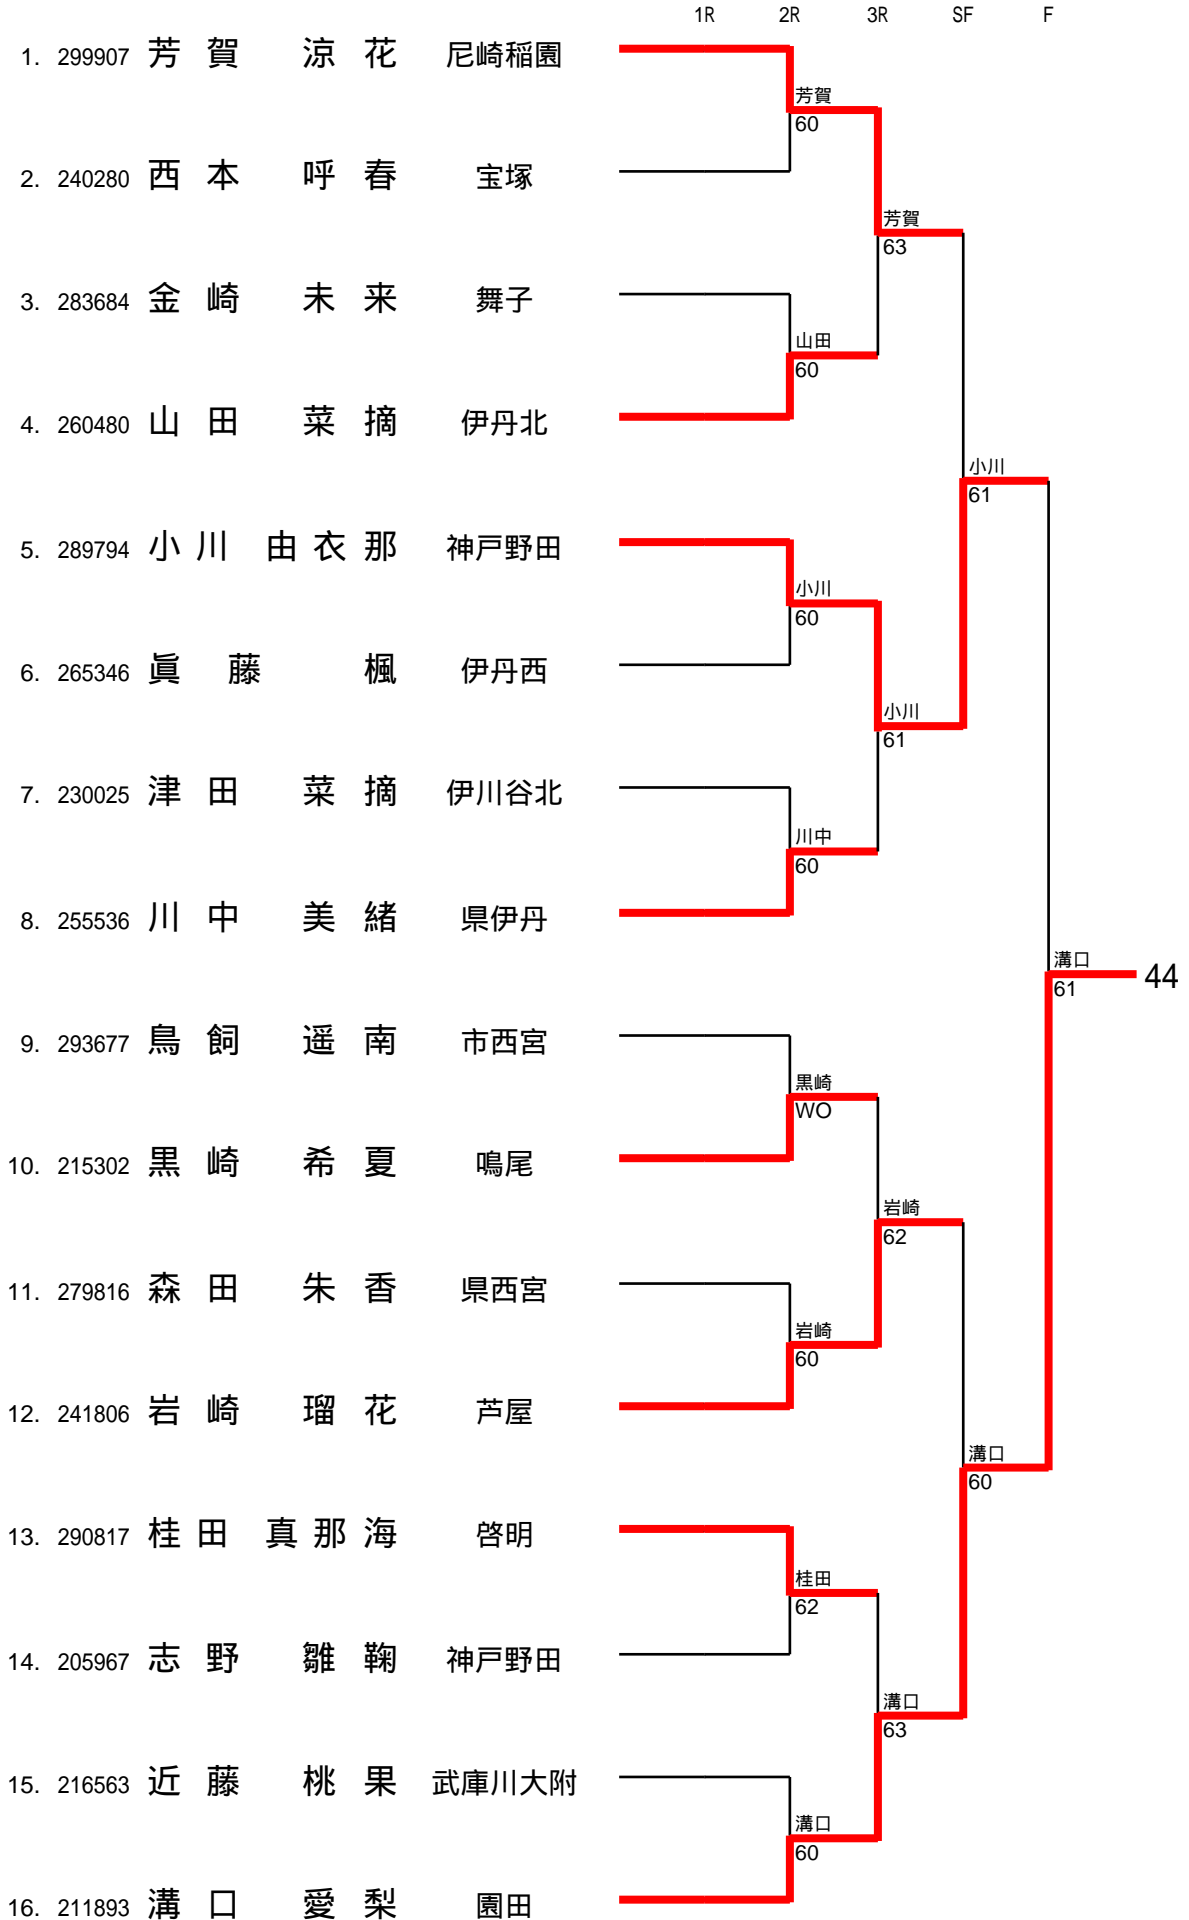 1R 2R 3R SF F
1. 299907 芳賀 涼花 尼崎稲園
芳賀
60
2. 240280 西本 呼春 宝塚
芳賀
63
3. 283684 金崎 未来 舞子
山田
60
4. 260480 山田 菜摘 伊丹北
小川
61
5. 289794 小川 由衣那 神戸野田
小川
60
6. 265346 眞藤 楓 伊丹西
小川
61
7. 230025 津田 菜摘 伊川谷北
川中
60
8. 255536 川中 美緒 県伊丹
溝口
61
44
9. 293677 鳥飼 遥南 市西宮
黒崎
WO
10. 215302 黒崎 希夏 鳴尾
岩崎
62
11. 279816 森田 朱香 県西宮
岩崎
60
12. 241806 岩崎 瑠花 芦屋
溝口
60
13. 290817 桂田 真那海 啓明
桂田
62
14. 205967 志野 雛鞠 神戸野田
溝口
63
15. 216563 近藤 桃果 武庫川大附
溝口
60
16. 211893 溝口 愛梨 園田